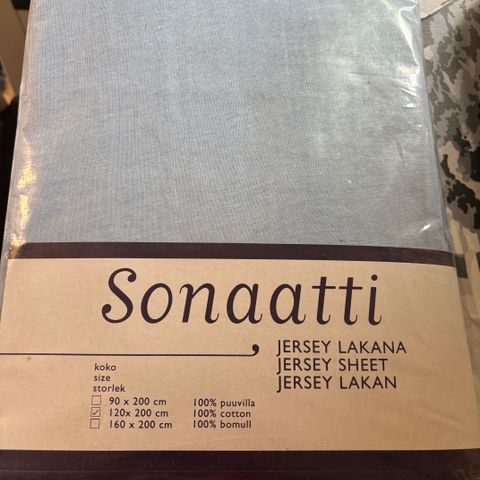 Sonaatti
JERSEY LAKANA
JERSEY SHEET
JERSEY LAKAN
koko
size
storlek
90 x 200 cm 100% puuvilla
120x 200 cm 100% cotton
160 x 200 cm 100% bomull